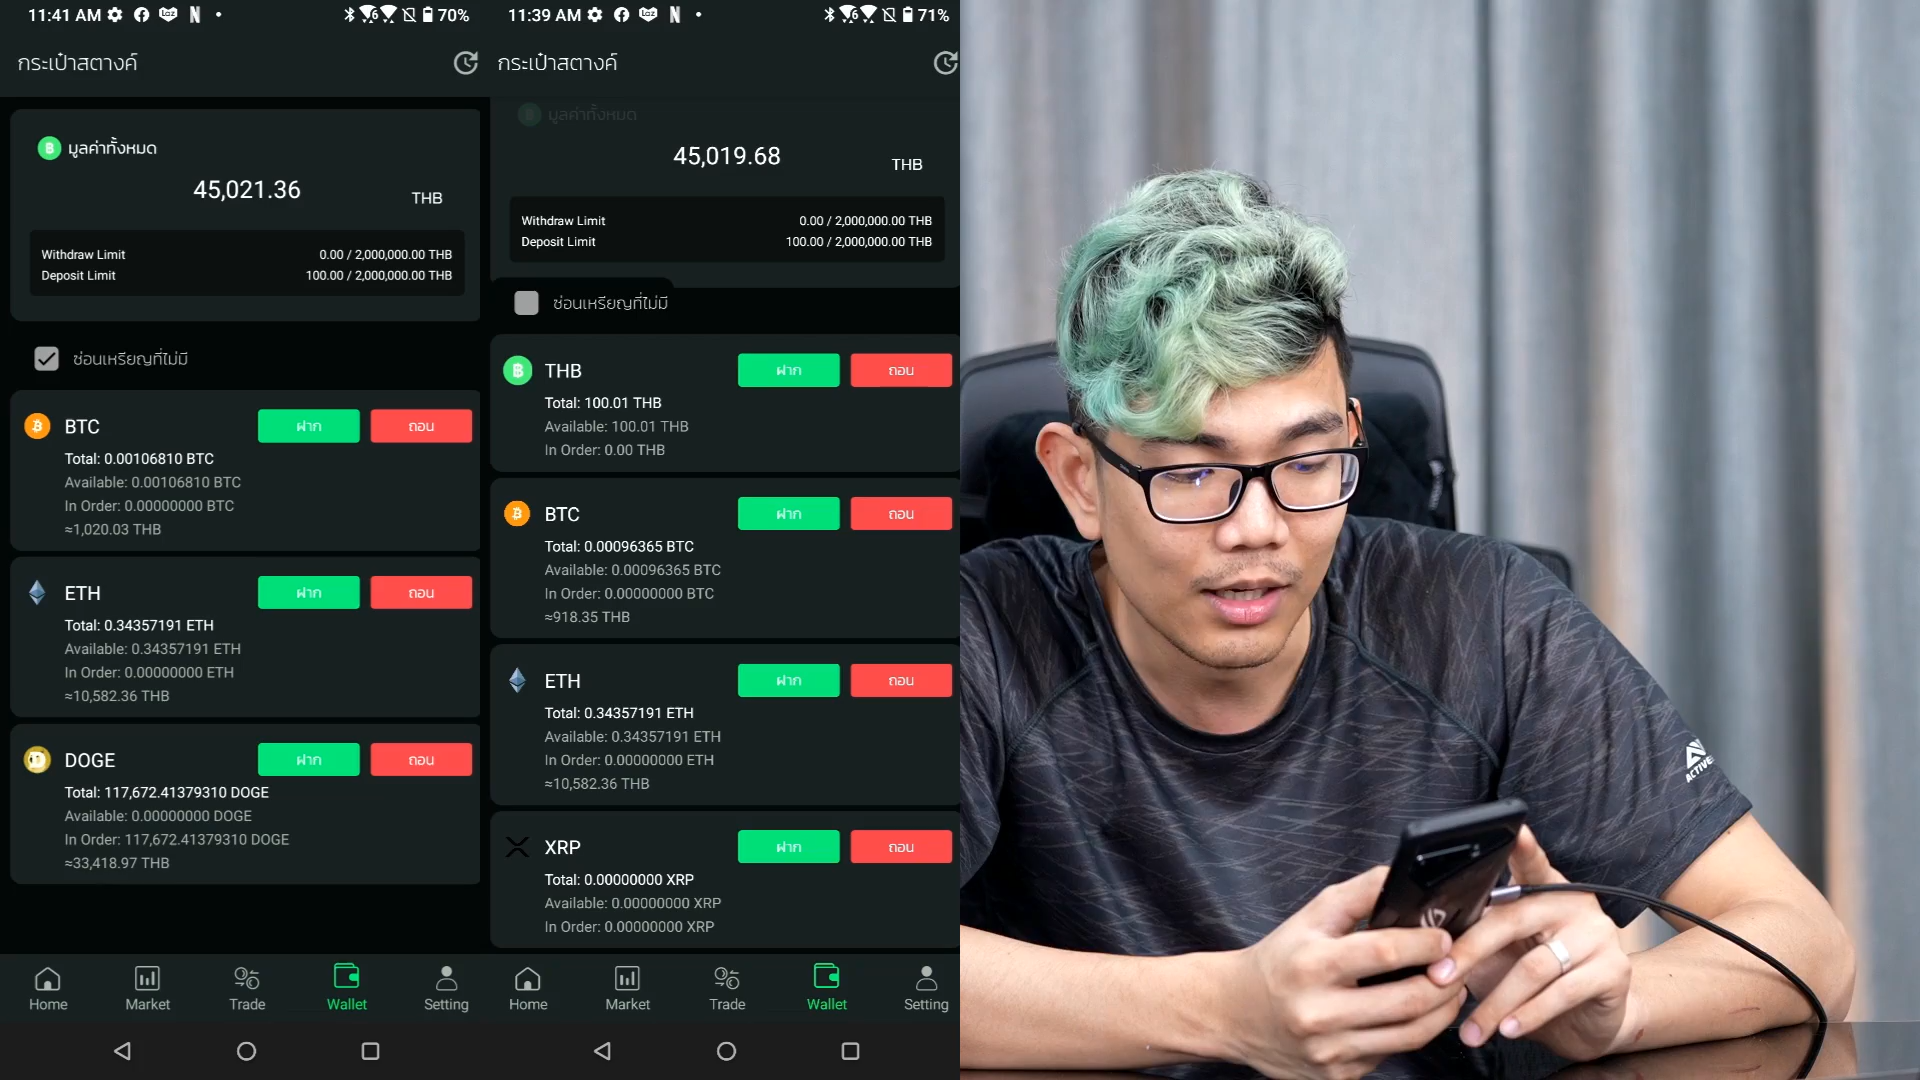 11:41 AM
70%
กระเป๋าสตางค์
มูลค่าทั้งหมด
45,021.36
THB
Withdraw Limit 0.00 / 2,000,000.00 THB
Deposit Limit 100.00 / 2,000,000.00 THB
ซ่อนเหรียญที่ไม่มี
BTC ฝาก ถอน
Total: 0.00106810 BTC
Available: 0.00106810 BTC
In Order: 0.00000000 BTC
≈1,020.03 THB
ETH ฝาก ถอน
Total: 0.34357191 ETH
Available: 0.34357191 ETH
In Order: 0.00000000 ETH
≈10,582.36 THB
DOGE ฝาก ถอน
Total: 117,672.41379310 DOGE
Available: 0.00000000 DOGE
In Order: 117,672.41379310 DOGE
≈33,418.97 THB
Home Market Trade Wallet Setting
11:39 AM
71%
กระเป๋าสตางค์
มูลค่าทั้งหมด
45,019.68
THB
Withdraw Limit 0.00 / 2,000,000.00 THB
Deposit Limit 100.00 / 2,000,000.00 THB
ซ่อนเหรียญที่ไม่มี
THB ฝาก ถอน
Total: 100.01 THB
Available: 100.01 THB
In Order: 0.00 THB
BTC ฝาก ถอน
Total: 0.00096365 BTC
Available: 0.00096365 BTC
In Order: 0.00000000 BTC
≈918.35 THB
ETH ฝาก ถอน
Total: 0.34357191 ETH
Available: 0.34357191 ETH
In Order: 0.00000000 ETH
≈10,582.36 THB
XRP ฝาก ถอน
Total: 0.00000000 XRP
Available: 0.00000000 XRP
In Order: 0.00000000 XRP
Home Market Trade Wallet Setting
ACTIVE